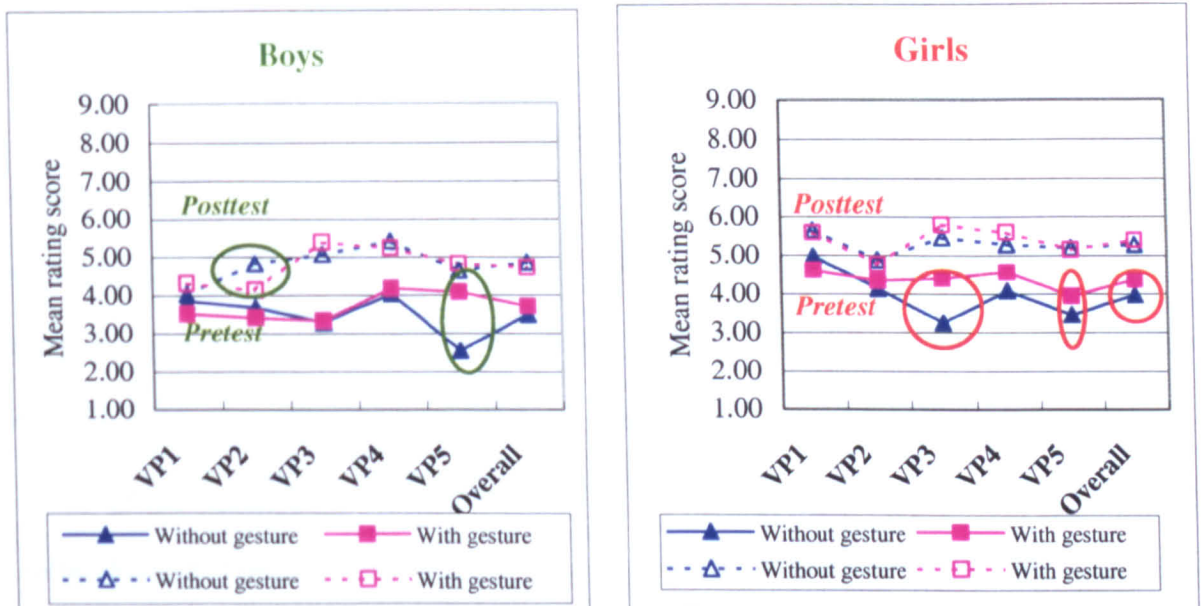 Boys
Mean rating score
9.00
8.00
7.00
6.00
5.00
4.00
3.00
2.00
1.00
Posttest
Pretest
VP1
VP2
VP3
VP4
VP5
Overall
Without gesture
With gesture
Without gesture
With gesture
Girls
Mean rating score
9.00
8.00
7.00
6.00
5.00
4.00
3.00
2.00
1.00
Posttest
Pretest
VP1
VP2
VP3
VP4
VP5
Overall
Without gesture
With gesture
Without gesture
With gesture